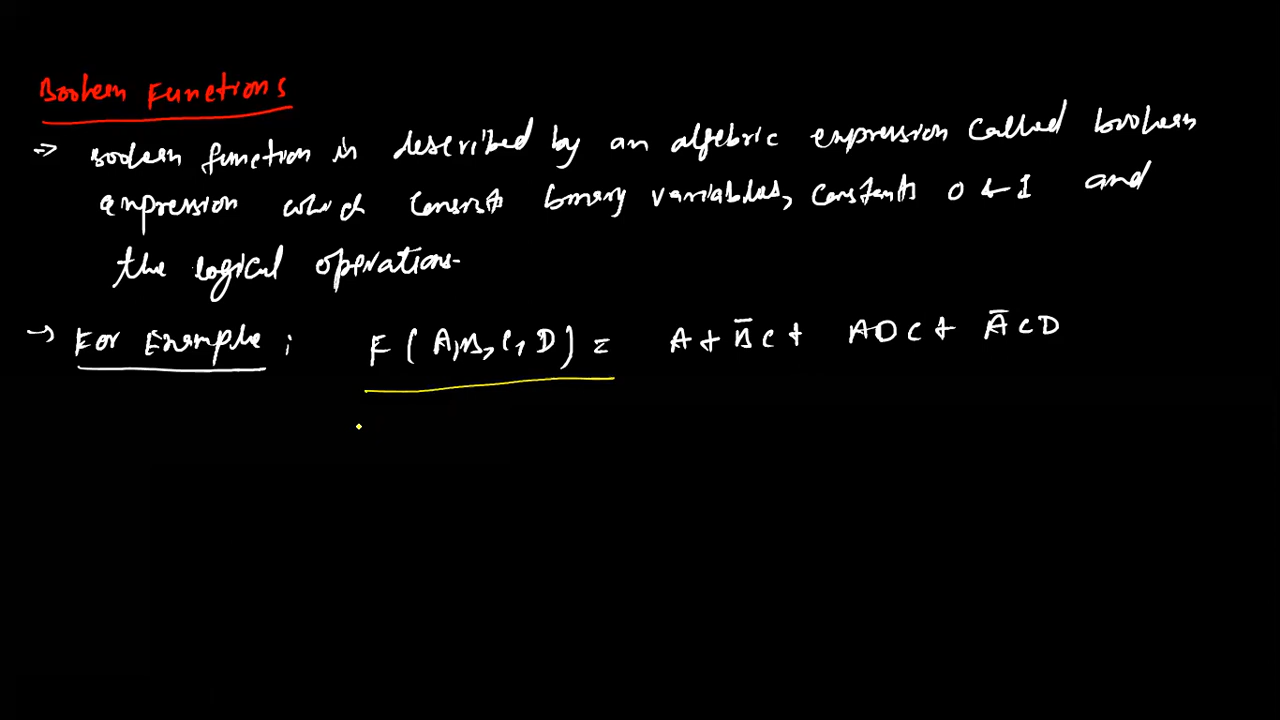 Boolean Functions
→ Boolean function is described by an algebric expression called boolean
expression which consists binary variables, constants 0 & 1 and
the logical operations.
→ For Example : F(A,B,C,D) = A + B̅C + ADC + A̅CD